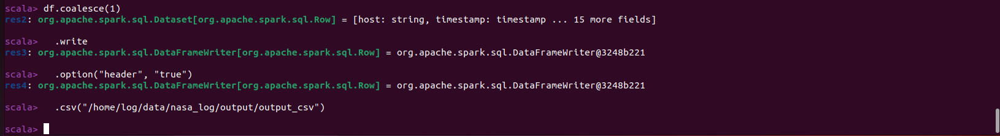 scala> df.coalesce(1)
res2: org.apache.spark.sql.Dataset[org.apache.spark.sql.Row] = [host: string, timestamp: timestamp ... 15 more fields]
scala>   .write
res3: org.apache.spark.sql.DataFrameWriter[org.apache.spark.sql.Row] = org.apache.spark.sql.DataFrameWriter@3248b221
scala>   .option("header", "true")
res4: org.apache.spark.sql.DataFrameWriter[org.apache.spark.sql.Row] = org.apache.spark.sql.DataFrameWriter@3248b221
scala>   .csv("/home/log/data/nasa_log/output/output_csv")
scala>